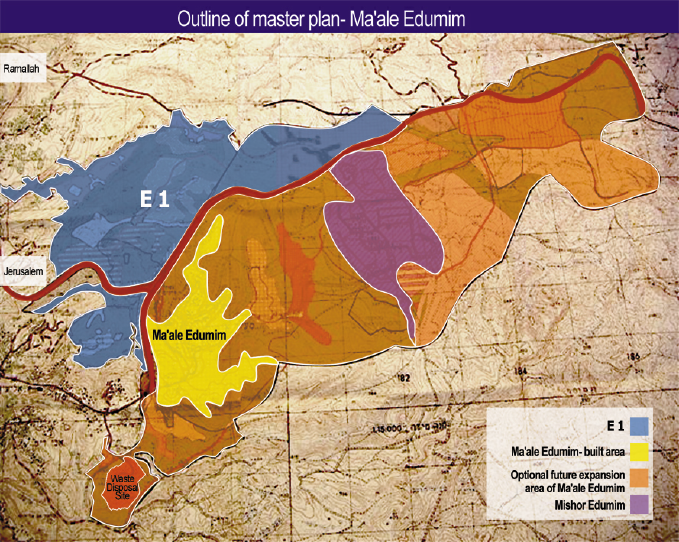 Outline of master plan- Ma'ale Edumim
Ramallah
E 1
Jerusalem
Ma'ale Edumim
182
184
186
Waste
Disposal
Site
E 1
Ma'ale Edumim- built area
Optional future expansion
area of Ma'ale Edumim
Mishor Edumim